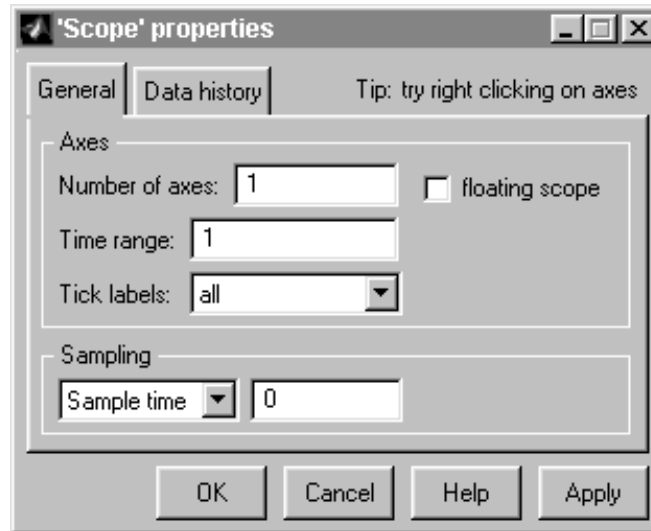 'Scope' properties
General Data history Tip: try right clicking on axes
Axes
Number of axes: 1 floating scope
Time range: 1
Tick labels: all
Sampling
Sample time 0
OK Cancel Help Apply